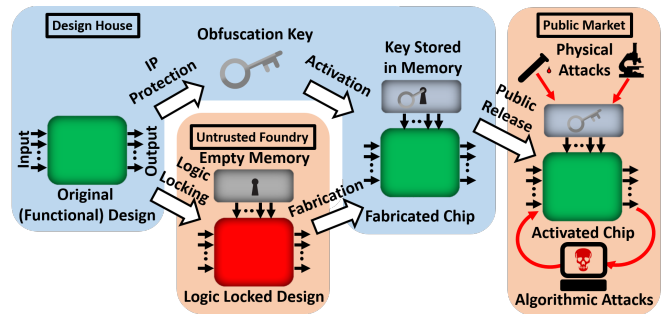 Design House
Public Market
Obfuscation Key
IP
Protection
Activation
Key Stored
in Memory
Physical
Attacks
Public
Release
Input
Output
Untrusted Foundry
Empty Memory
Logic
Locking
Fabrication
Original
(Functional) Design
Fabricated Chip
Activated Chip
Logic Locked Design
Algorithmic Attacks